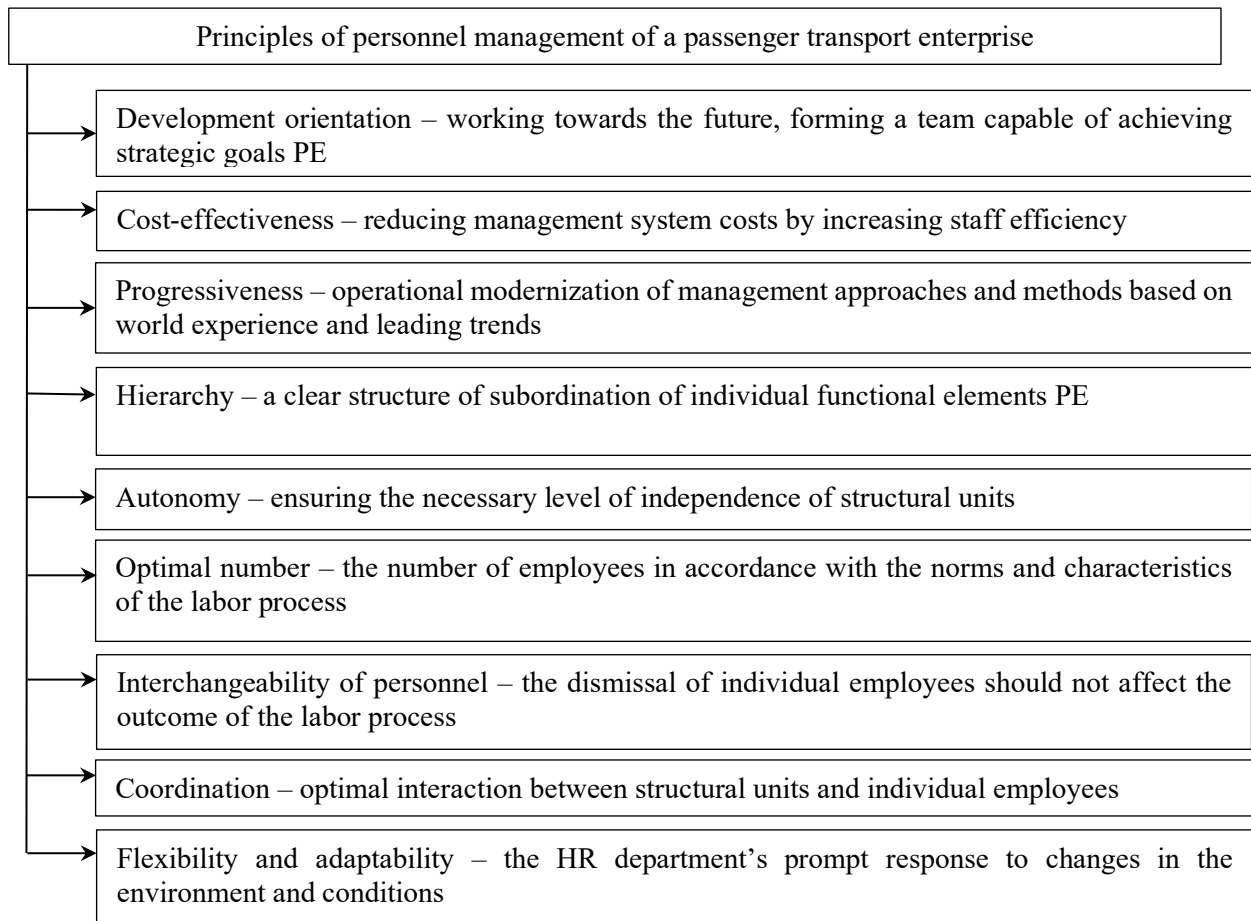 Principles of personnel management of a passenger transport enterprise
Development orientation – working towards the future, forming a team capable of achieving
strategic goals PE
Cost-effectiveness – reducing management system costs by increasing staff efficiency
Progressiveness – operational modernization of management approaches and methods based on
world experience and leading trends
Hierarchy – a clear structure of subordination of individual functional elements PE
Autonomy – ensuring the necessary level of independence of structural units
Optimal number – the number of employees in accordance with the norms and characteristics
of the labor process
Interchangeability of personnel – the dismissal of individual employees should not affect the
outcome of the labor process
Coordination – optimal interaction between structural units and individual employees
Flexibility and adaptability – the HR department’s prompt response to changes in the
environment and conditions